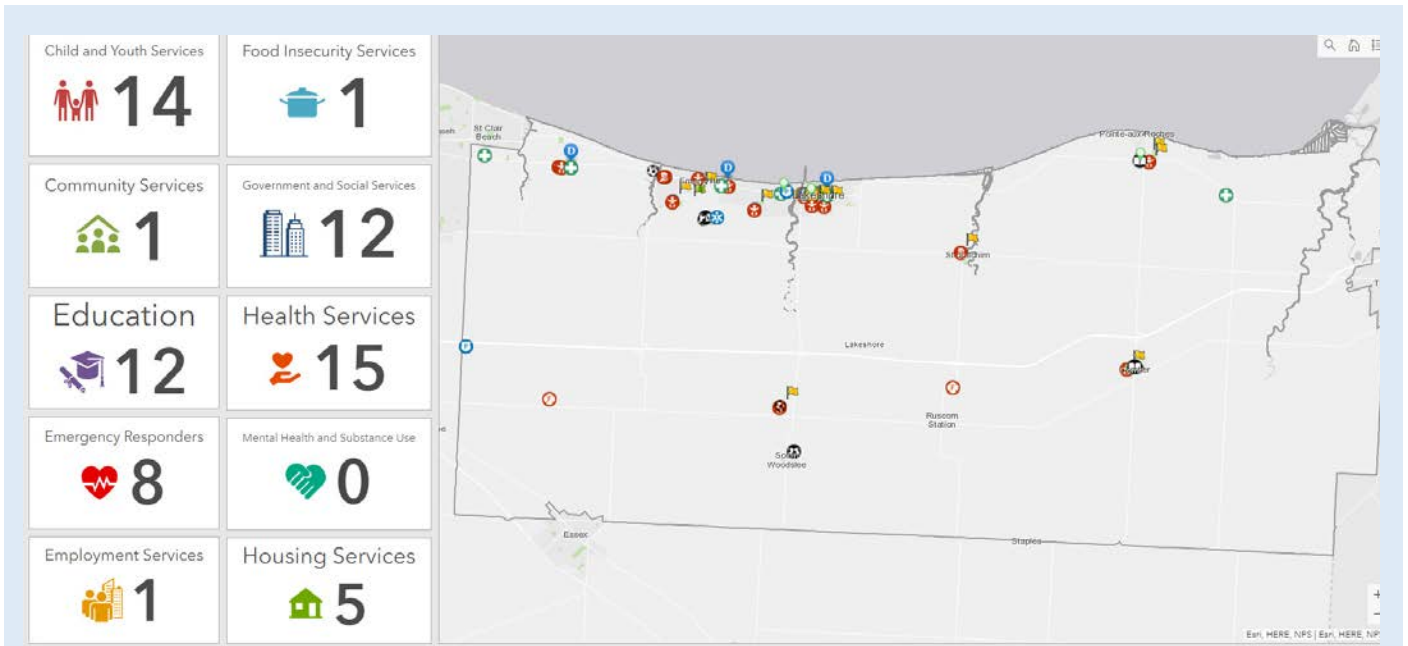 Child and Youth Services
14
Food Insecurity Services
1
Community Services
1
Government and Social Services
12
Education
12
Health Services
15
Emergency Responders
8
Mental Health and Substance Use
0
Employment Services
1
Housing Services
5
St Clair
Beach
Pointe-aux-Roches
D
D
D
Lakeshore
Ruscom
Station
South
Woodslee
Essex
Staples
Esri, HERE, NPS | Esri, HERE, NP